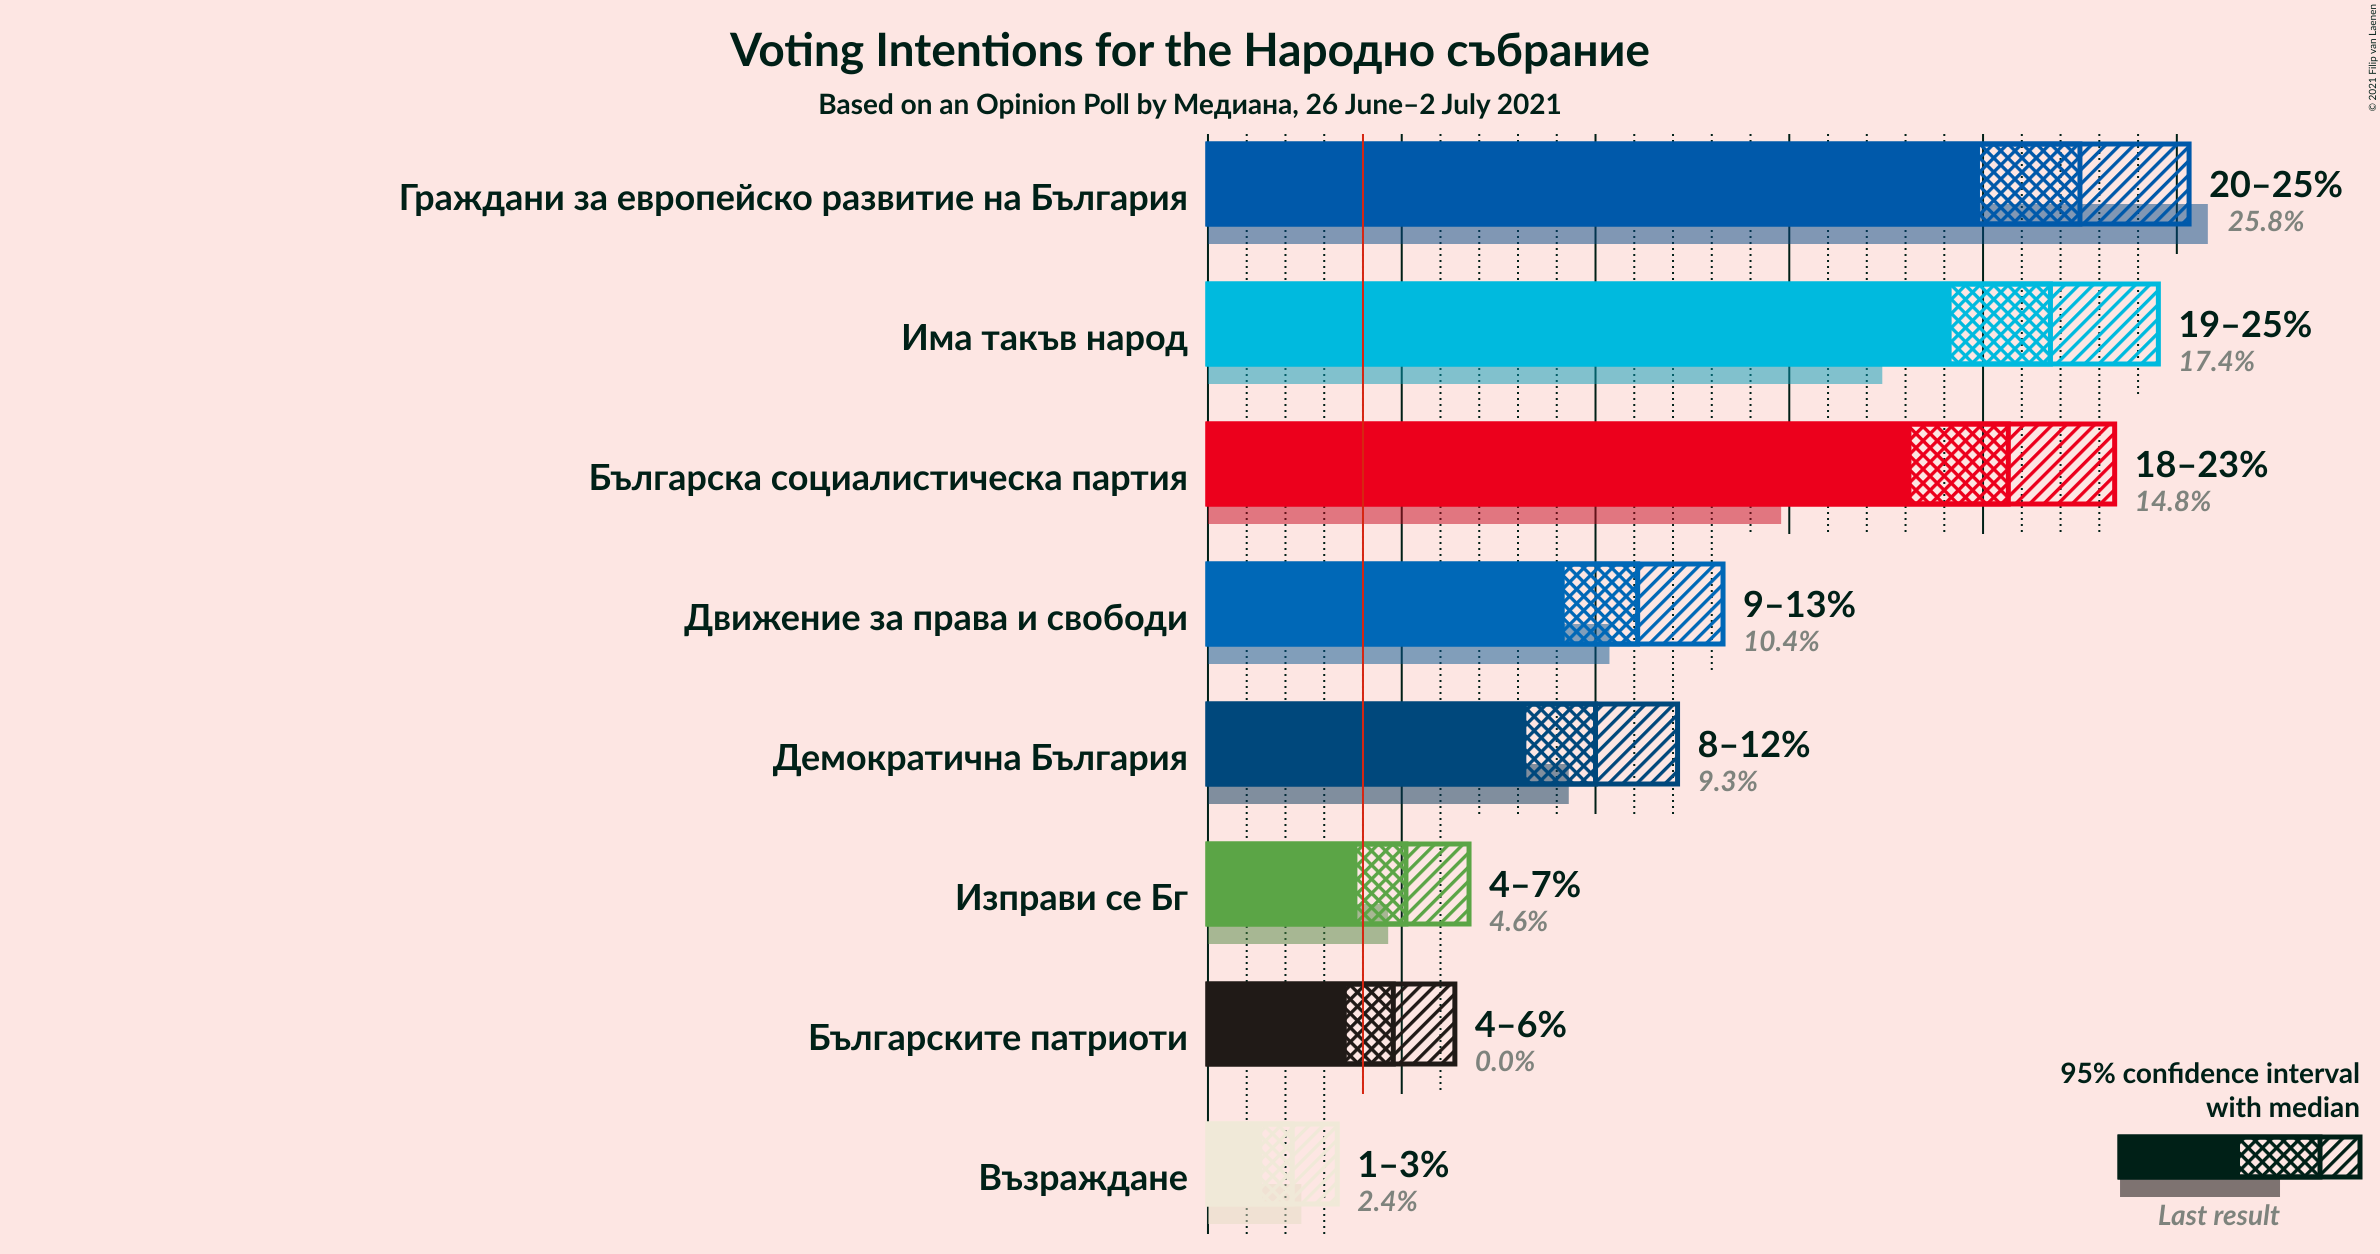 © 2021 Filip van Laenen
Voting Intentions for the Народно събрание
Based on an Opinion Poll by Медиана, 26 June–2 July 2021
Граждани за европейско развитие на България
20–25%
25.8%
Има такъв народ
19–25%
17.4%
Българска социалистическа партия
18–23%
14.8%
Движение за права и свободи
9–13%
10.4%
Демократична България
8–12%
9.3%
Изправи се Бг
4–7%
4.6%
Българските патриоти
4–6%
0.0%
Възраждане
1–3%
2.4%
95% confidence interval
with median
Last result